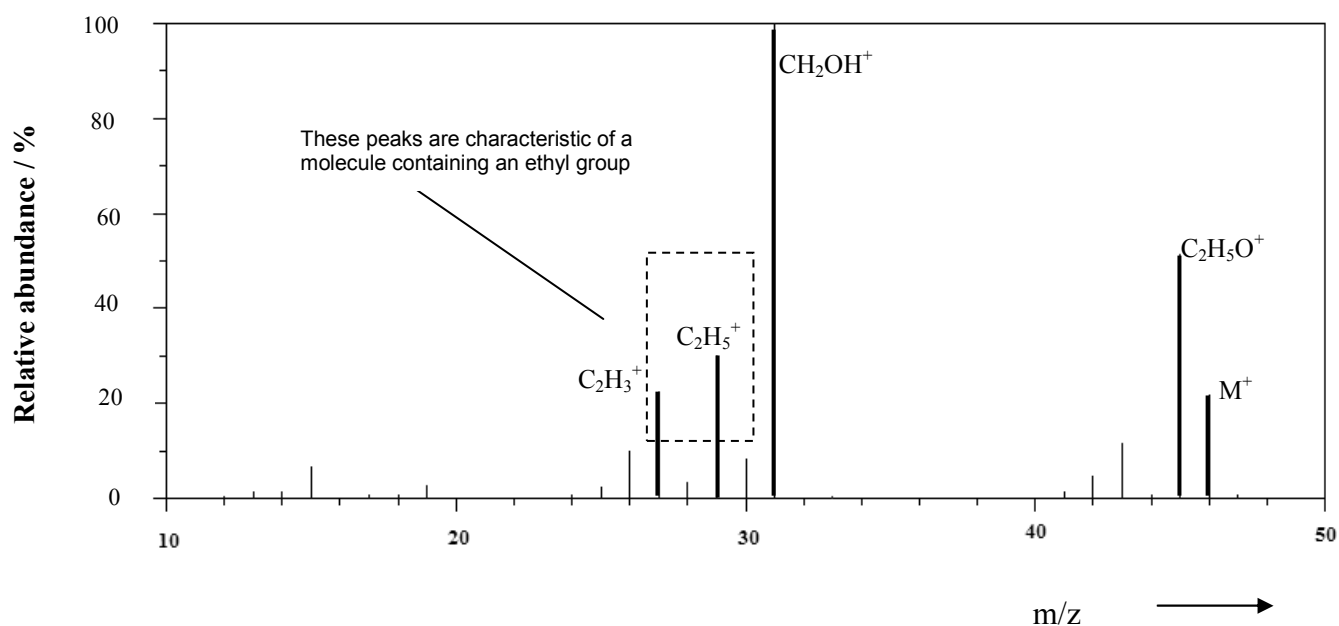 100
80
60
40
20
0
Relative abundance / %
These peaks are characteristic of a
molecule containing an ethyl group
CH₂OH⁺
C₂H₅O⁺
C₂H₅⁺
C₂H₃⁺
M⁺
10 20 30 40 50
m/z